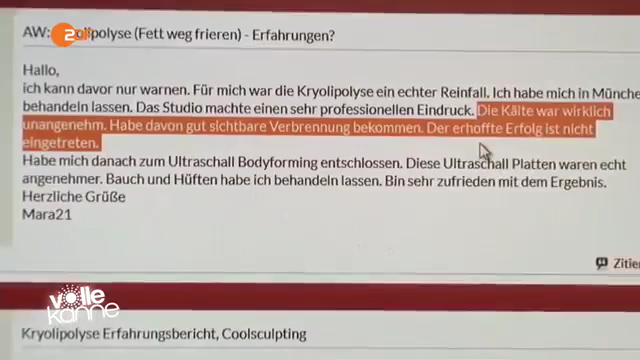 AW: olipolyse (Fett weg frieren) - Erfahrungen?
Hallo,
ich kann davor nur warnen. Für mich war die Kryolipolyse ein echter Reinfall. Ich habe mich in Münche
behandeln lassen. Das Studio machte einen sehr professionellen Eindruck. Die Kälte war wirklich
unangenehm. Habe davon gut sichtbare Verbrennung bekommen. Der erhoffte Erfolg ist nicht
eingetreten.
Habe mich danach zum Ultraschall Bodyforming entschlossen. Diese Ultraschall Platten waren echt
angenehmer. Bauch und Hüften habe ich behandeln lassen. Bin sehr zufrieden mit dem Ergebnis.
Herzliche Grüße
Mara21
Zitier
volle
kanne
Kryolipolyse Erfahrungsbericht, Coolsculpting